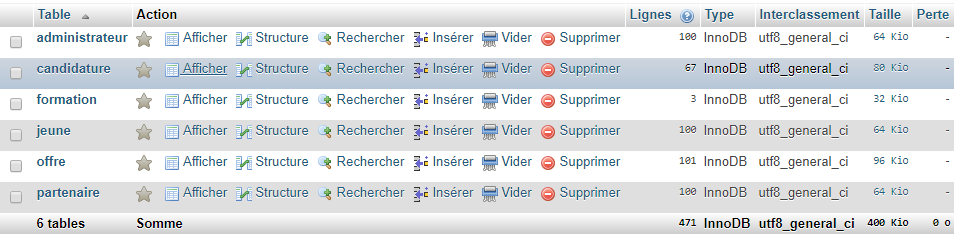 Table Action Lignes Type Interclassement Taille Perte
administrateur Afficher Structure Rechercher Insérer Vider Supprimer 100 InnoDB utf8_general_ci 64 Kio -
candidature Afficher Structure Rechercher Insérer Vider Supprimer 67 InnoDB utf8_general_ci 80 Kio -
formation Afficher Structure Rechercher Insérer Vider Supprimer 3 InnoDB utf8_general_ci 32 Kio -
jeune Afficher Structure Rechercher Insérer Vider Supprimer 100 InnoDB utf8_general_ci 64 Kio -
offre Afficher Structure Rechercher Insérer Vider Supprimer 101 InnoDB utf8_general_ci 96 Kio -
partenaire Afficher Structure Rechercher Insérer Vider Supprimer 100 InnoDB utf8_general_ci 64 Kio -
6 tables Somme 471 InnoDB utf8_general_ci 400 Kio 0 o